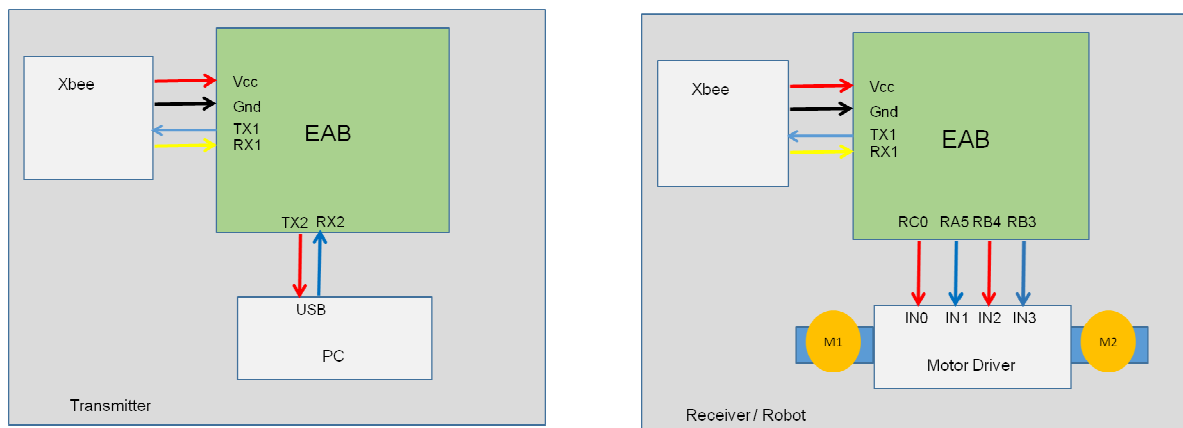 Xbee
Vcc
Gnd
TX1
RX1
EAB
TX2 RX2
USB
PC
Transmitter
Xbee
Vcc
Gnd
TX1
RX1
EAB
RC0 RA5 RB4 RB3
IN0 IN1 IN2 IN3
M1
M2
Motor Driver
Receiver / Robot